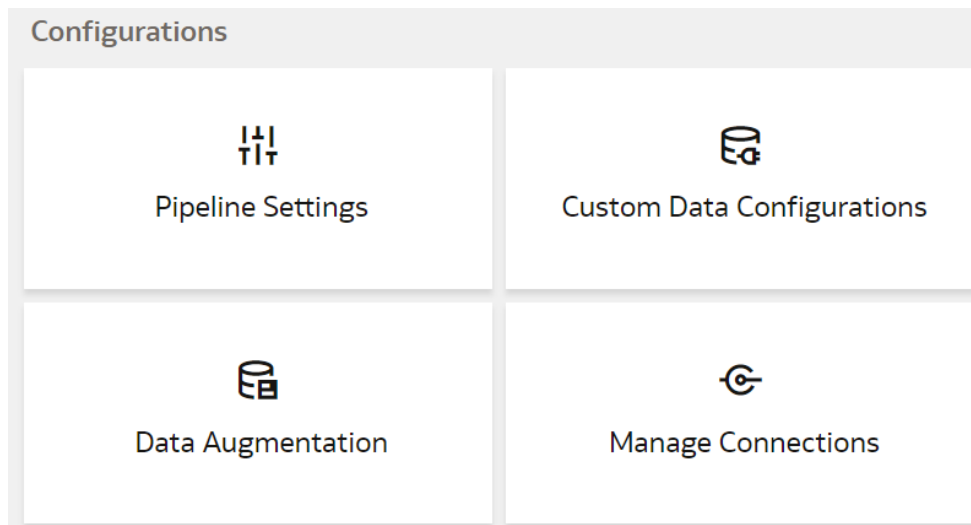 Configurations
Pipeline Settings
Custom Data Configurations
Data Augmentation
Manage Connections